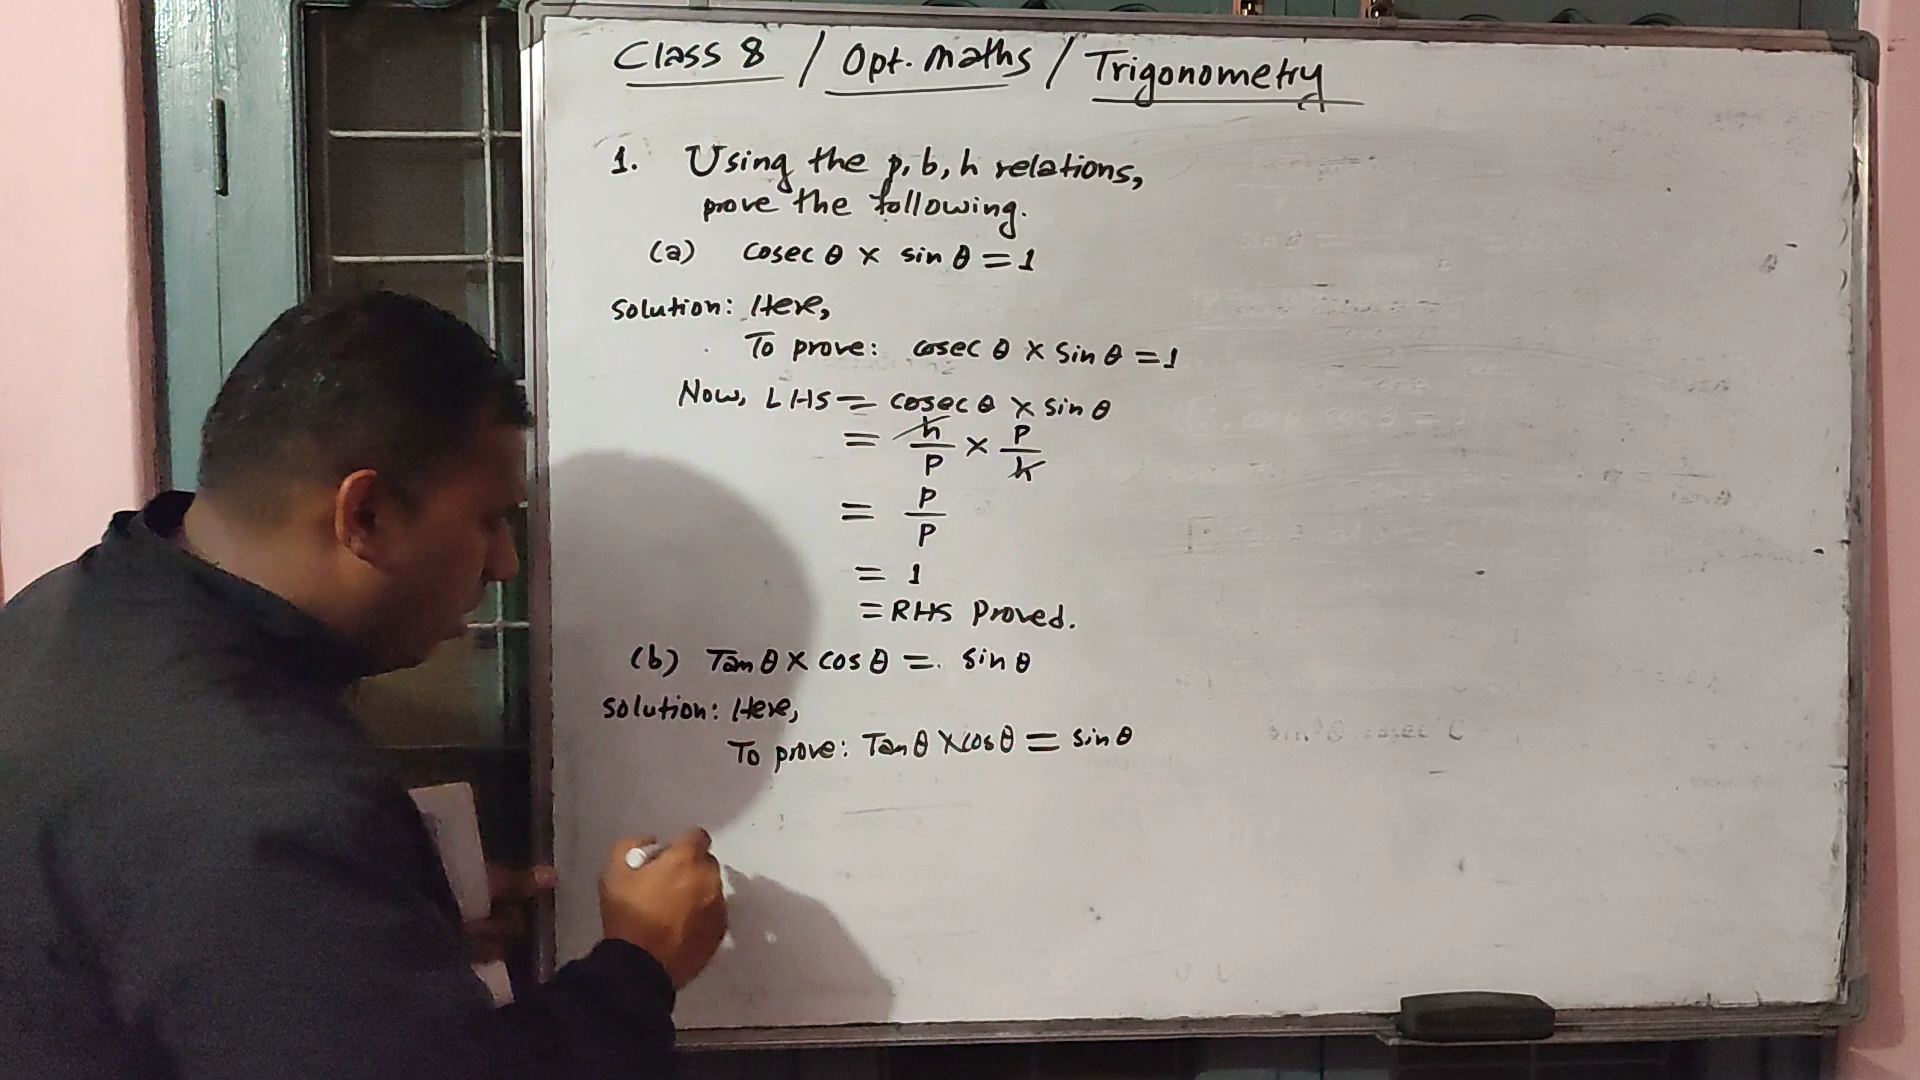 Class 8 / Opt. Maths / Trigonometry
1. Using the p, b, h relations,
prove the following.
(a) cosec θ × sin θ = 1
Solution: Here,
To prove: cosec θ × sin θ = 1
Now, LHS = cosec θ × sin θ
= h/p × p/h
= p/p
= 1
= RHS Proved.
(b) Tan θ × cos θ = sin θ
Solution: Here,
To prove: Tan θ × cos θ = sin θ